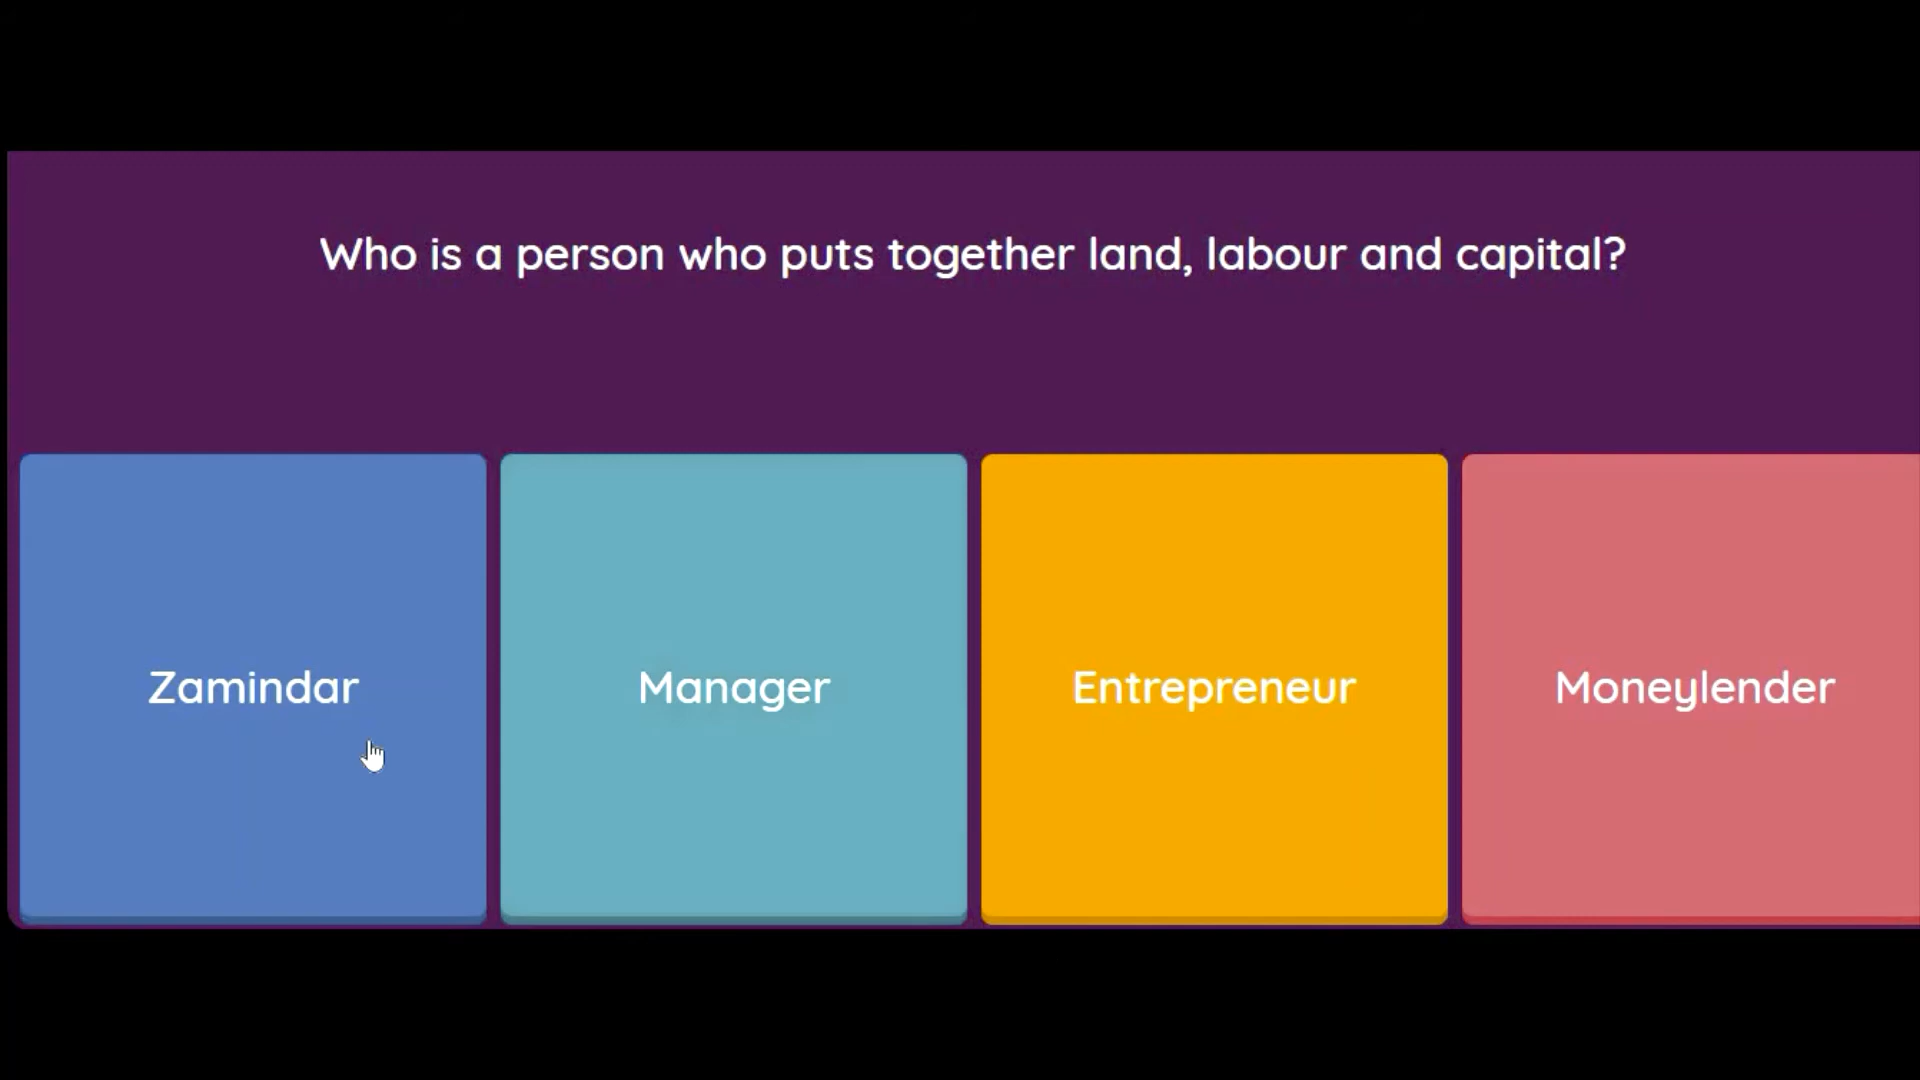 Who is a person who puts together land, labour and capital?
Zamindar
Manager
Entrepreneur
Moneylender